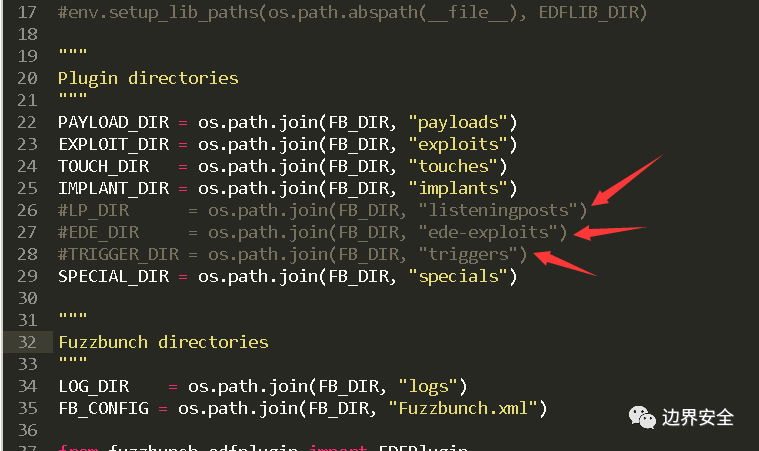 17 #env.setup_lib_paths(os.path.abspath(__file__), EDFLIB_DIR)
18
19 """
20 Plugin directories
21 """
22 PAYLOAD_DIR = os.path.join(FB_DIR, "payloads")
23 EXPLOIT_DIR = os.path.join(FB_DIR, "exploits")
24 TOUCH_DIR   = os.path.join(FB_DIR, "touches")
25 IMPLANT_DIR = os.path.join(FB_DIR, "implants")
26 #LP_DIR      = os.path.join(FB_DIR, "listeningposts")
27 #EDE_DIR     = os.path.join(FB_DIR, "ede-exploits")
28 #TRIGGER_DIR = os.path.join(FB_DIR, "triggers")
29 SPECIAL_DIR = os.path.join(FB_DIR, "specials")
30
31 """
32 Fuzzbunch directories
33 """
34 LOG_DIR    = os.path.join(FB_DIR, "logs")
35 FB_CONFIG = os.path.join(FB_DIR, "Fuzzbunch.xml")
36
37 from fuzzbunch.edfplugin import EDFPlugin
边界安全